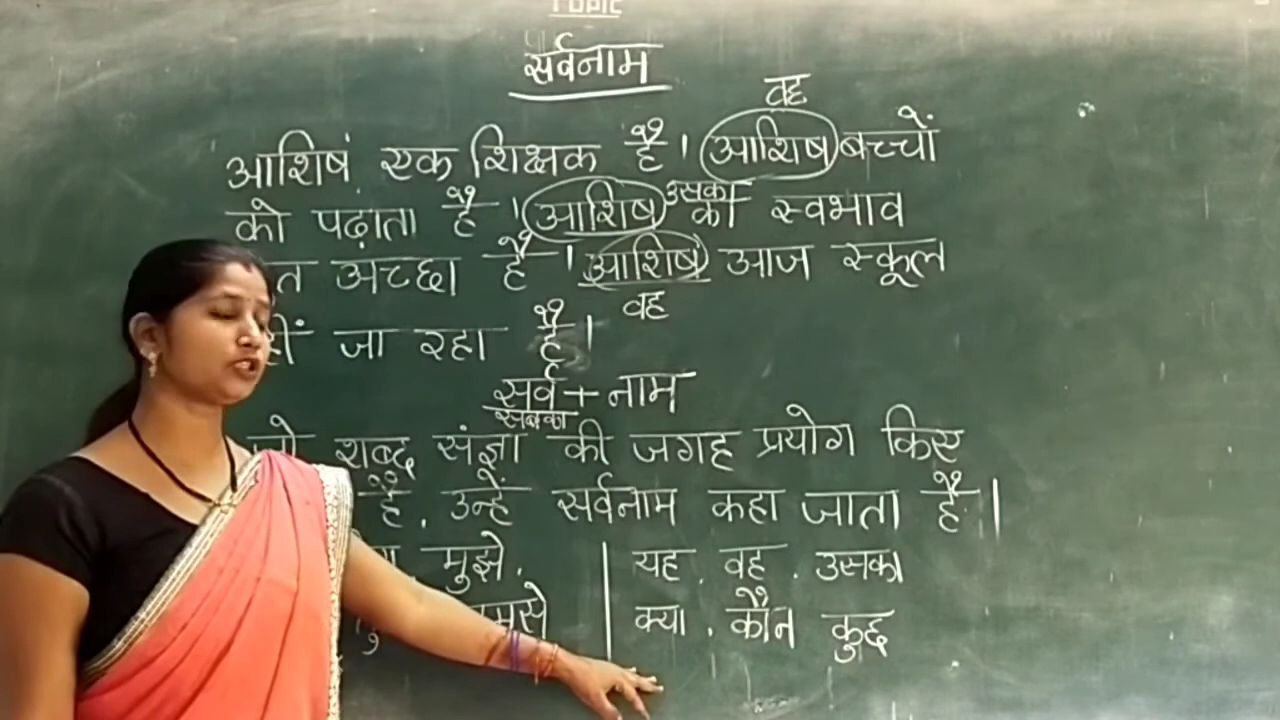 TOPIC
सर्वनाम
वह
आशिष एक शिक्षक है। आशिष बच्चों
को पढ़ाता है। आशिष का स्वभाव
उसका
अच्छा है। आशिष आज स्कूल
वह
जा रहा है।
सर्व + नाम
सबका
शब्द संज्ञा की जगह प्रयोग किए
हैं. उन्हें सर्वनाम कहा जाता है।
मुझे. | यह. वह. उसका
क्या. कौन कुछ